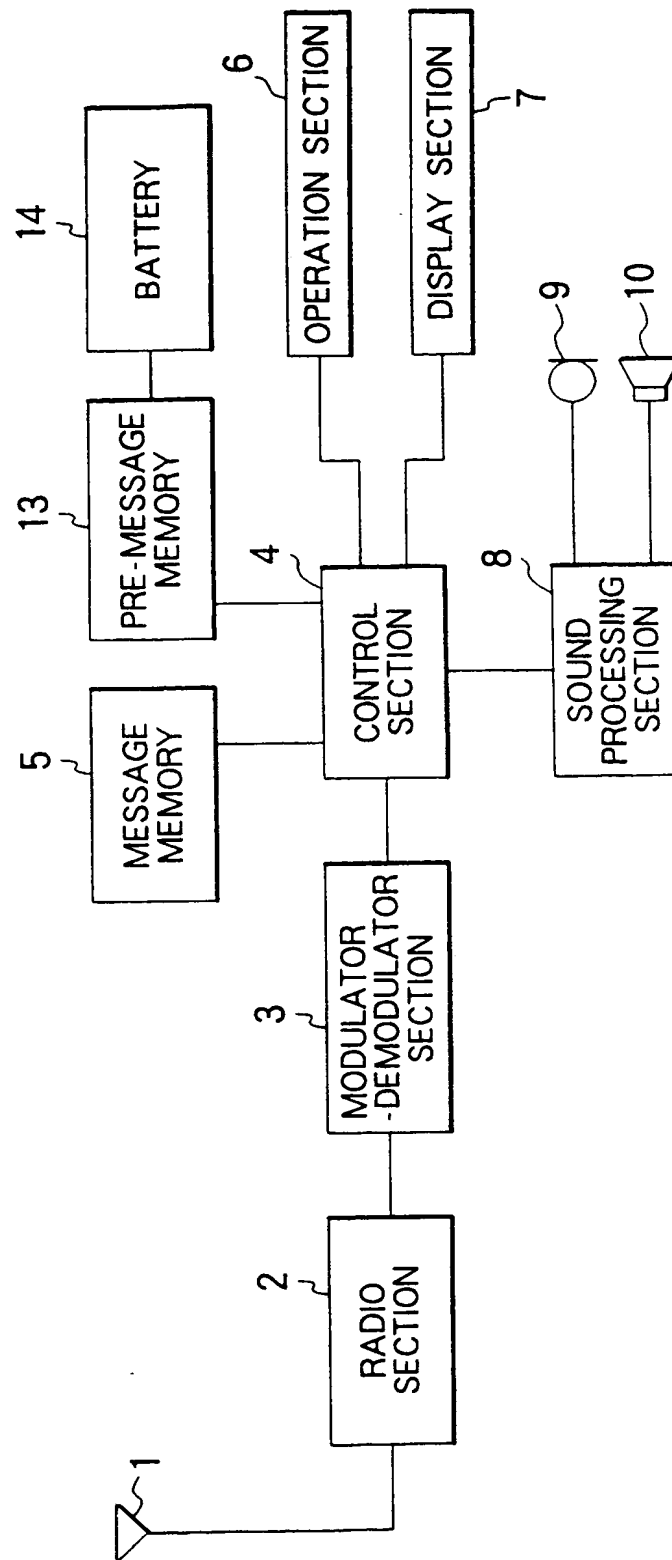 1
2
RADIO
SECTION
3
MODULATOR
-DEMODULATOR
SECTION
4
CONTROL
SECTION
5
MESSAGE
MEMORY
13
PRE-MESSAGE
MEMORY
14
BATTERY
6
OPERATION SECTION
7
DISPLAY SECTION
8
SOUND
PROCESSING
SECTION
9
10